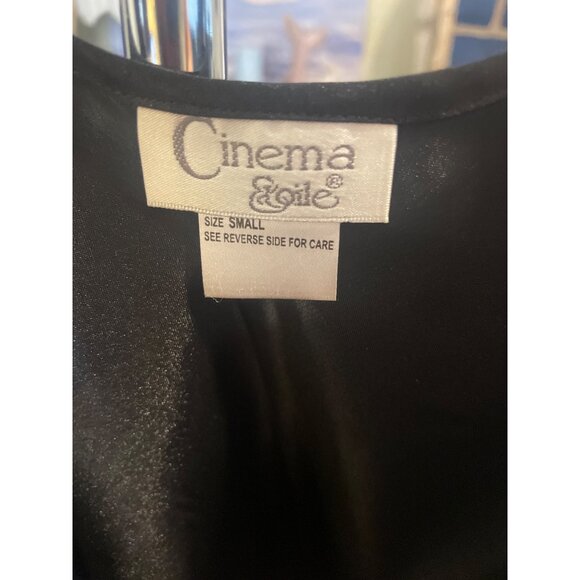 Cinema
Etoile®
SIZE SMALL
SEE REVERSE SIDE FOR CARE